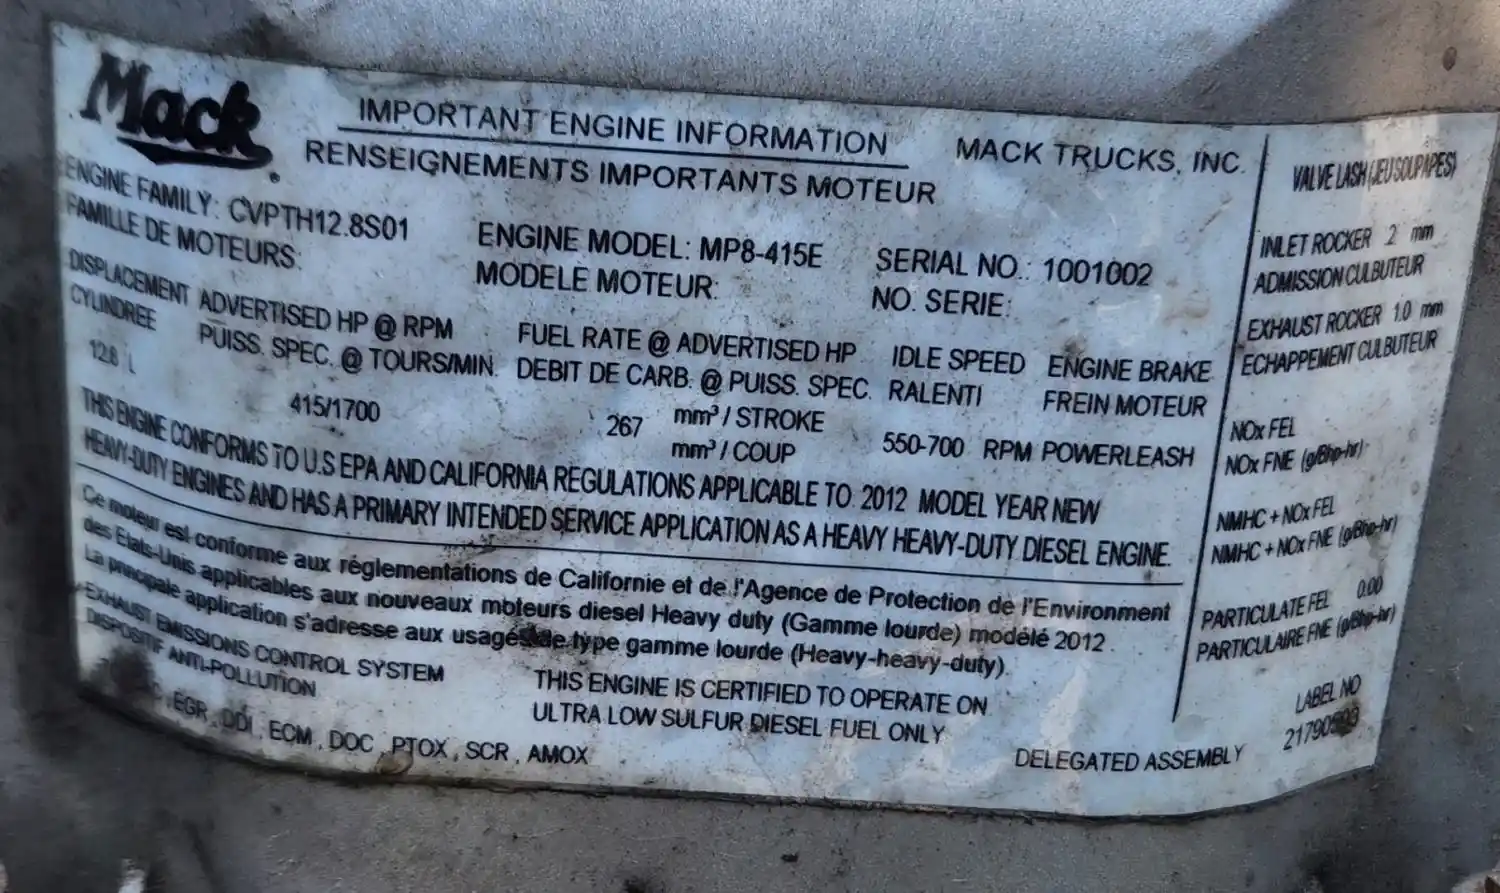 Mack
IMPORTANT ENGINE INFORMATION
RENSEIGNEMENTS IMPORTANTS MOTEUR
MACK TRUCKS, INC.
ENGINE FAMILY: CVPTH12.8S01
FAMILLE DE MOTEURS:
ENGINE MODEL: MP8-415E
MODELE MOTEUR:
SERIAL NO.: 1001002
NO. SERIE:
DISPLACEMENT
CYLINDREE
12.8 L
ADVERTISED HP @ RPM
PUISS. SPEC. @ TOURS/MIN.
415/1700
FUEL RATE @ ADVERTISED HP
DEBIT DE CARB. @ PUISS. SPEC.
267 mm³ / STROKE
mm³ / COUP
IDLE SPEED
RALENTI
550-700 RPM
ENGINE BRAKE
FREIN MOTEUR
POWERLEASH
THIS ENGINE CONFORMS TO U.S EPA AND CALIFORNIA REGULATIONS APPLICABLE TO 2012 MODEL YEAR NEW
HEAVY-DUTY ENGINES AND HAS A PRIMARY INTENDED SERVICE APPLICATION AS A HEAVY HEAVY-DUTY DIESEL ENGINE.
Ce moteur est conforme aux réglementations de Californie et de l'Agence de Protection de l'Environment
des Etats-Unis applicables aux nouveaux moteurs diesel Heavy duty (Gamme lourde) modèlé 2012.
La principale application s'adresse aux usagés de type gamme lourde (Heavy-heavy-duty).
EXHAUST EMISSIONS CONTROL SYSTEM
DISPOSITIF ANTI-POLLUTION
, EGR, DDI, ECM, DOC, PTOX, SCR, AMOX
THIS ENGINE IS CERTIFIED TO OPERATE ON
ULTRA LOW SULFUR DIESEL FUEL ONLY
DELEGATED ASSEMBLY
VALVE LASH (JEU SOUPAPES)
INLET ROCKER 2 mm
ADMISSION CULBUTEUR
EXHAUST ROCKER 1.0 mm
ECHAPPEMENT CULBUTEUR
NOx FEL
NOx FNE (g/Bhp-hr)
NMHC + NOx FEL
NMHC + NOx FNE (g/Bhp-hr)
PARTICULATE FEL 0.00
PARTICULAIRE FNE (g/Bhp-hr)
LABEL NO